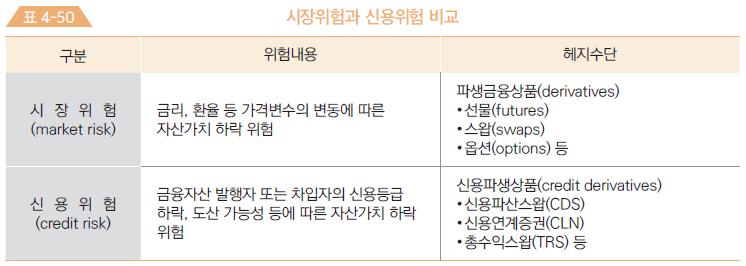 표 4-50
시장위험과 신용위험 비교
구분
위험내용
헤지수단
시 장 위 험
(market risk)
금리, 환율 등 가격변수의 변동에 따른
자산가치 하락 위험
파생금융상품(derivatives)
•선물(futures)
•스왑(swaps)
•옵션(options) 등
신 용 위 험
(credit risk)
금융자산 발행자 또는 차입자의 신용등급
하락, 도산 가능성 등에 따른 자산가치 하락
위험
신용파생상품(credit derivatives)
•신용파산스왑(CDS)
•신용연계증권(CLN)
•총수익스왑(TRS) 등